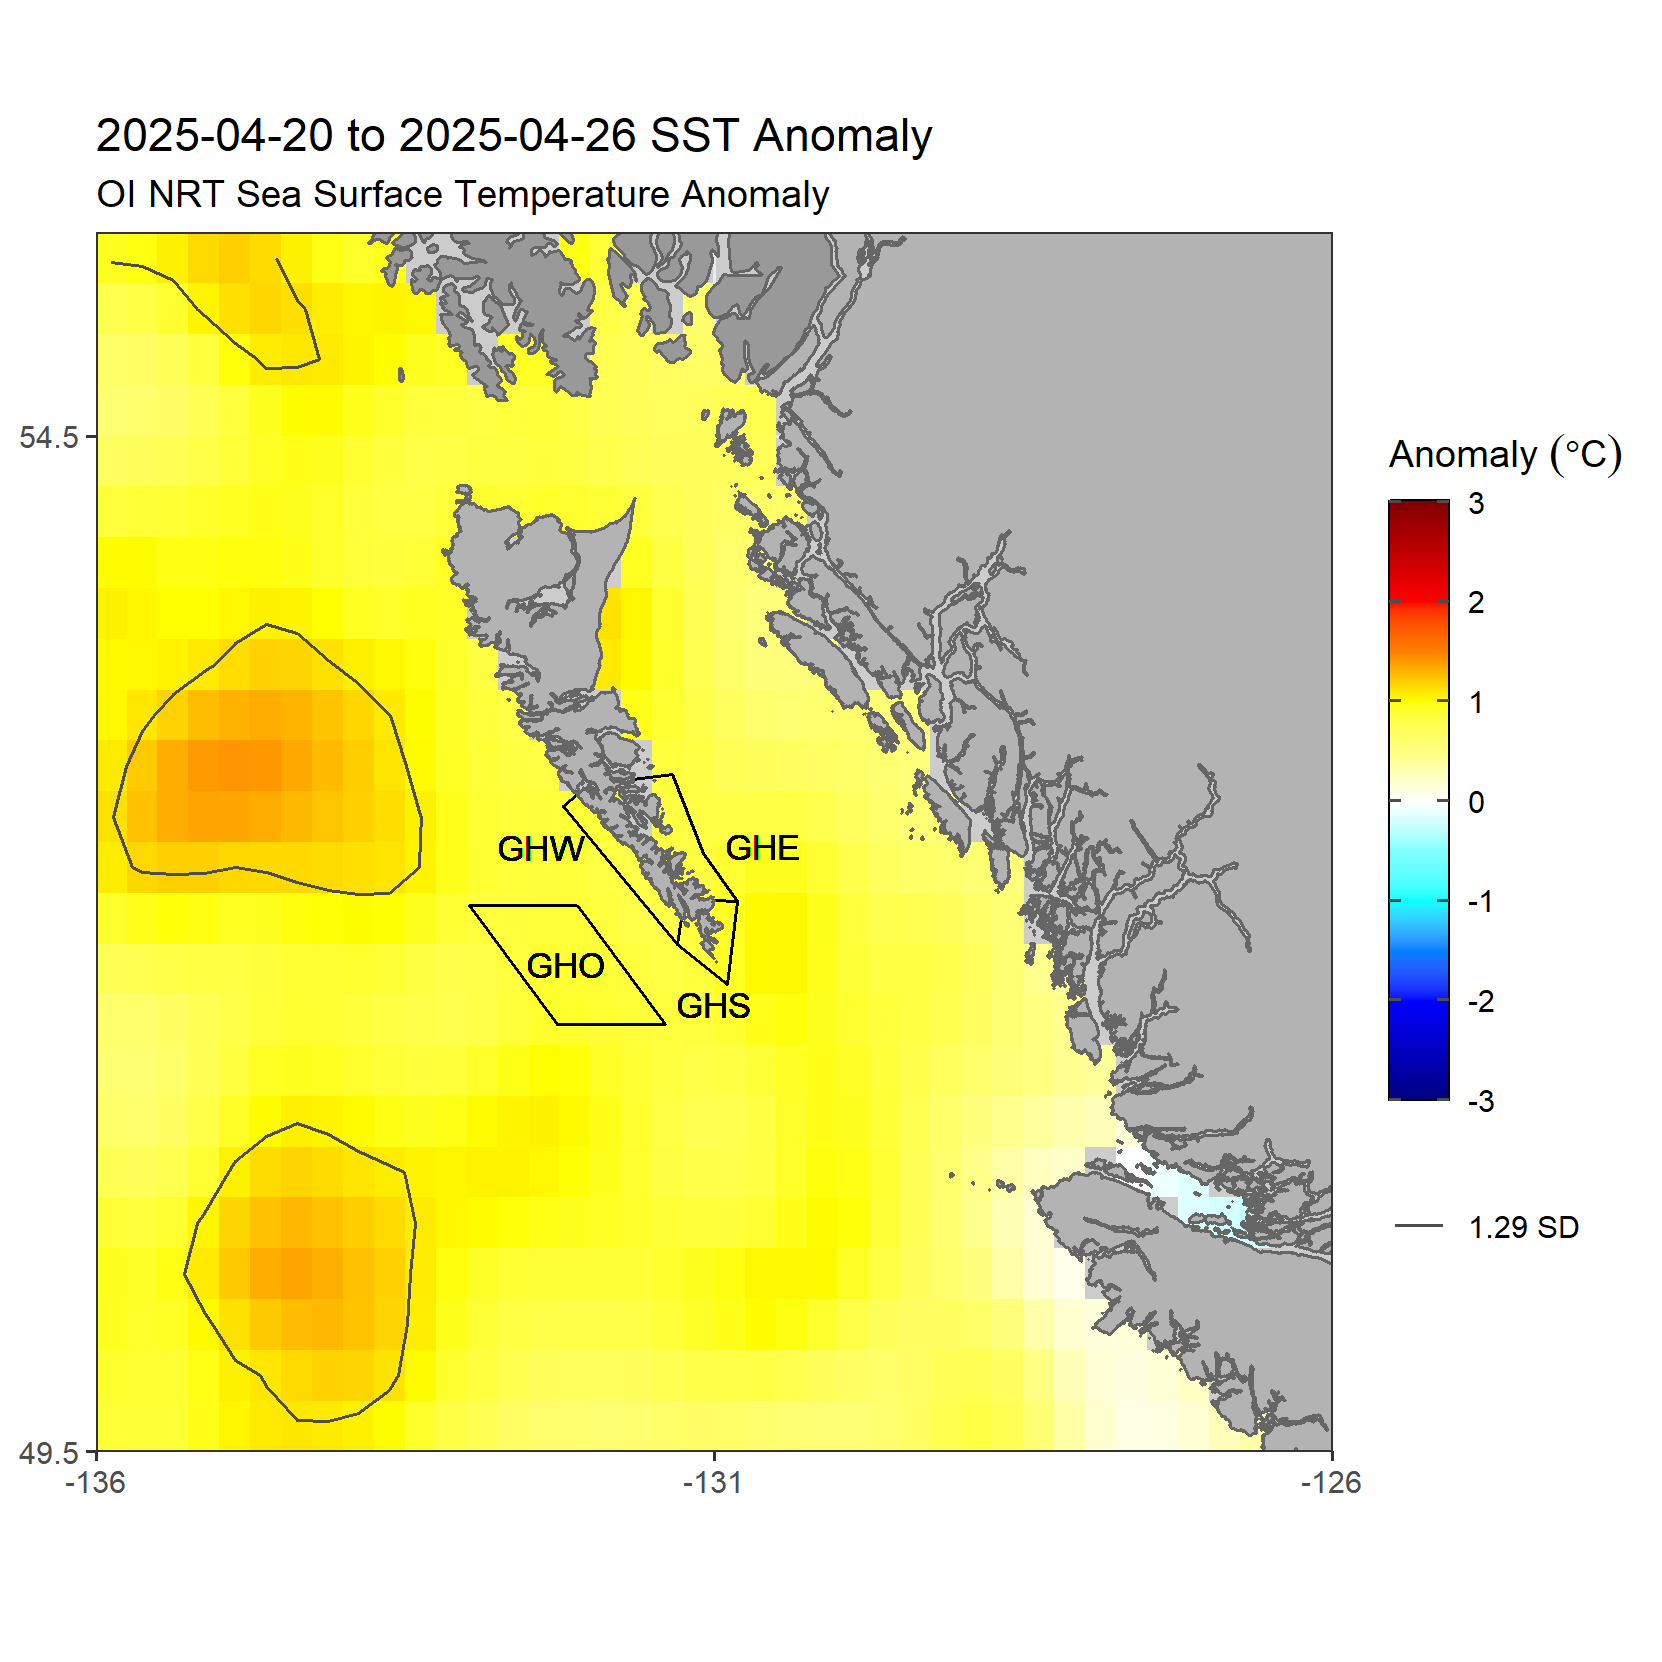 2025-04-20 to 2025-04-26 SST Anomaly
OI NRT Sea Surface Temperature Anomaly
54.5
49.5
-136
-131
-126
GHW
GHE
GHO
GHS
Anomaly (°C)
3
2
1
0
-1
-2
-3
1.29 SD